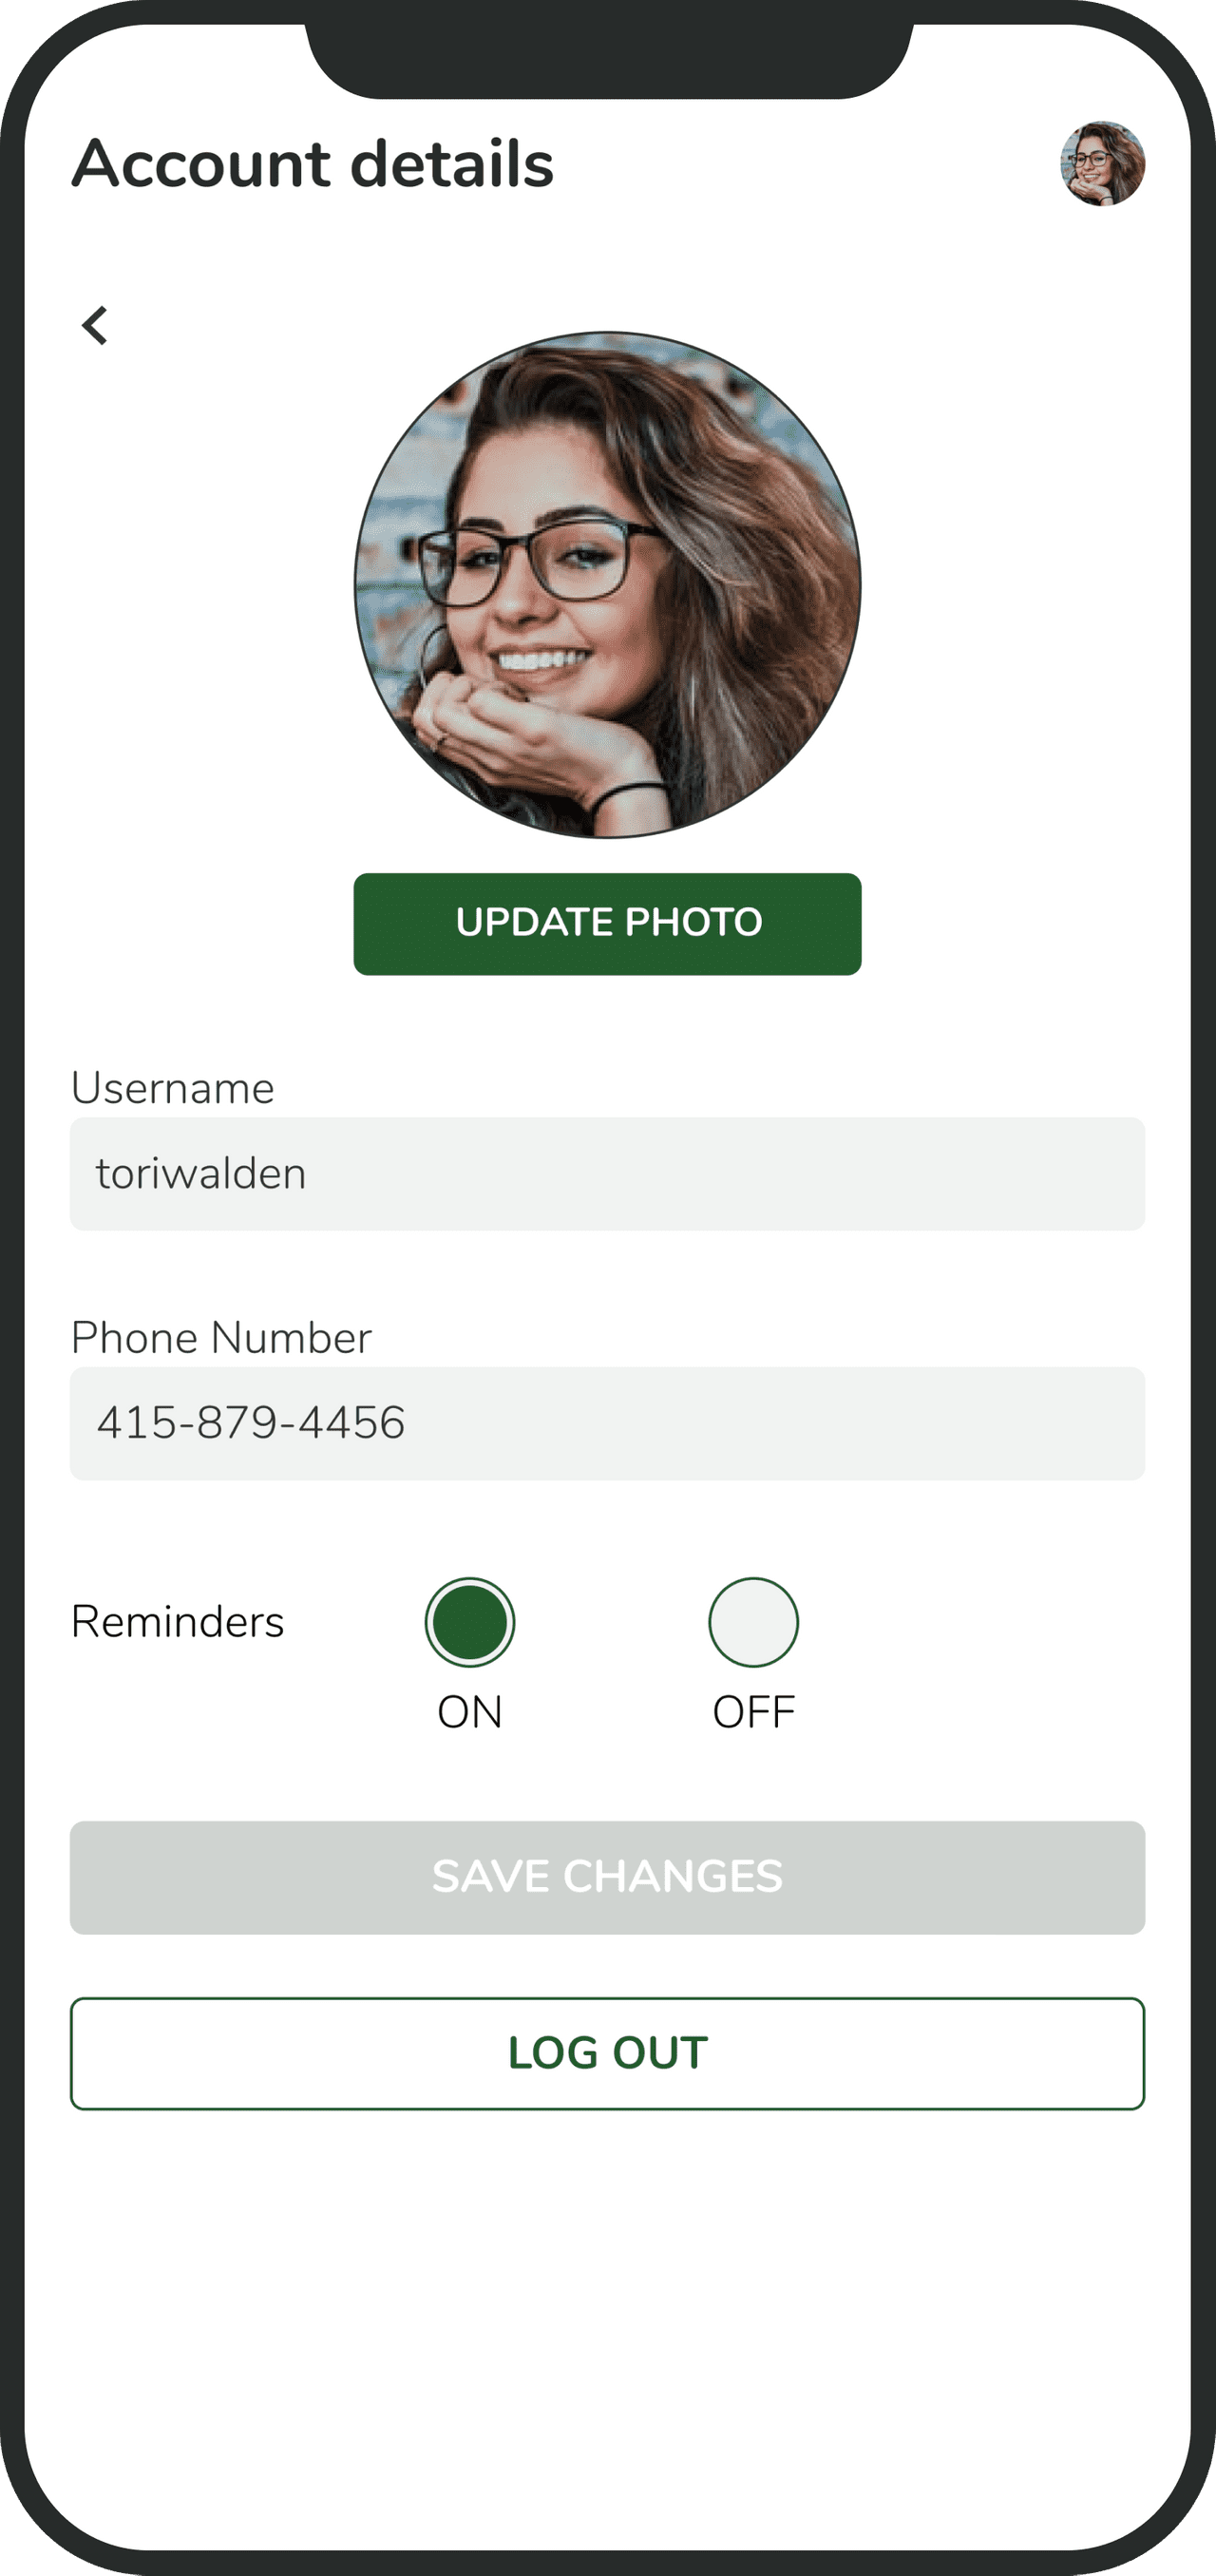 Account details
UPDATE PHOTO
Username
toriwalden
Phone Number
415-879-4456
Reminders
ON
OFF
SAVE CHANGES
LOG OUT